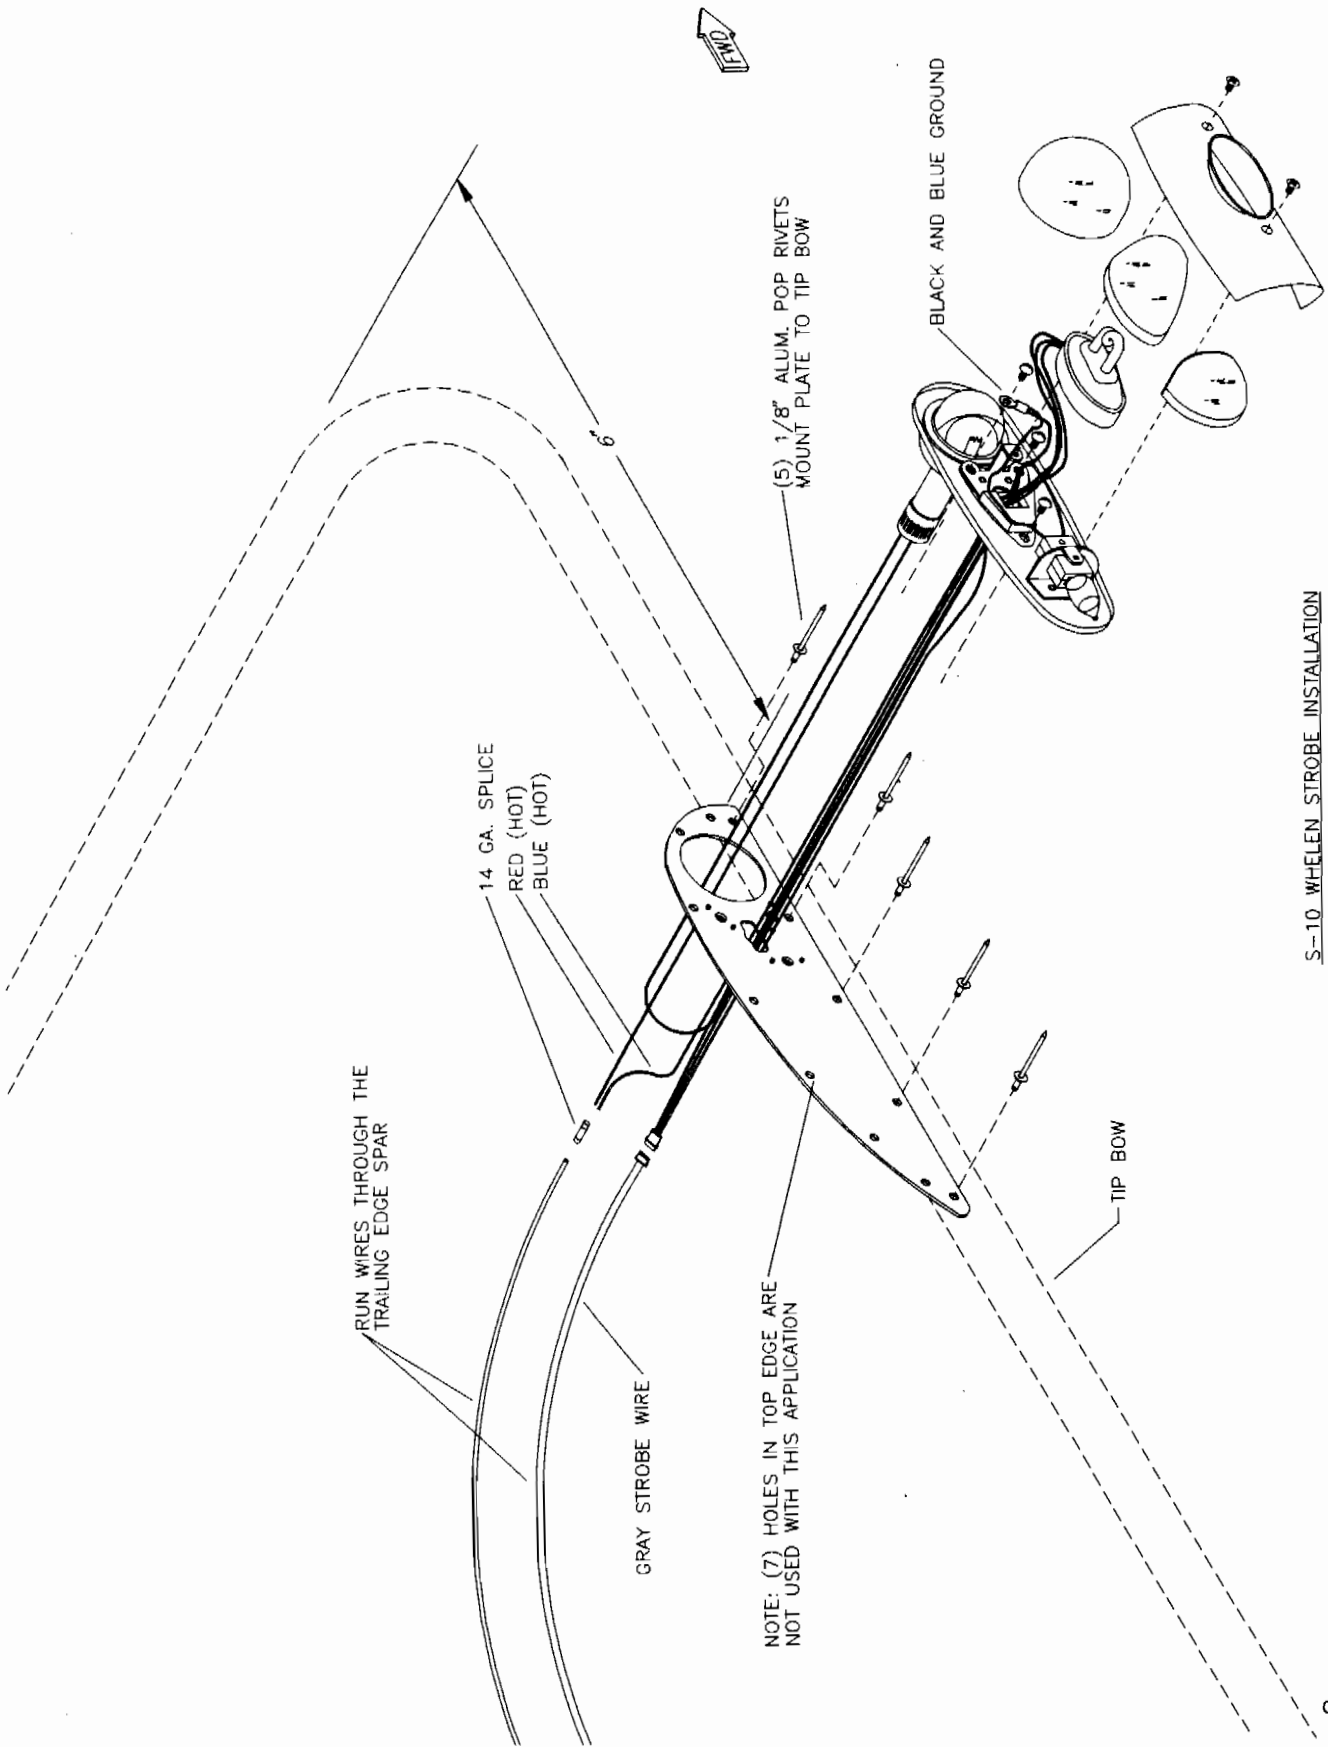 FWD
14 GA. SPLICE
RED (HOT)
BLUE (HOT)
RUN WIRES THROUGH THE
TRAILING EDGE SPAR
(5) 1/8" ALUM. POP RIVETS
MOUNT PLATE TO TIP BOW
BLACK AND BLUE GROUND
GRAY STROBE WIRE
NOTE: (7) HOLES IN TOP EDGE ARE
NOT USED WITH THIS APPLICATION
TIP BOW
S-10 WHELEN STROBE INSTALLATION